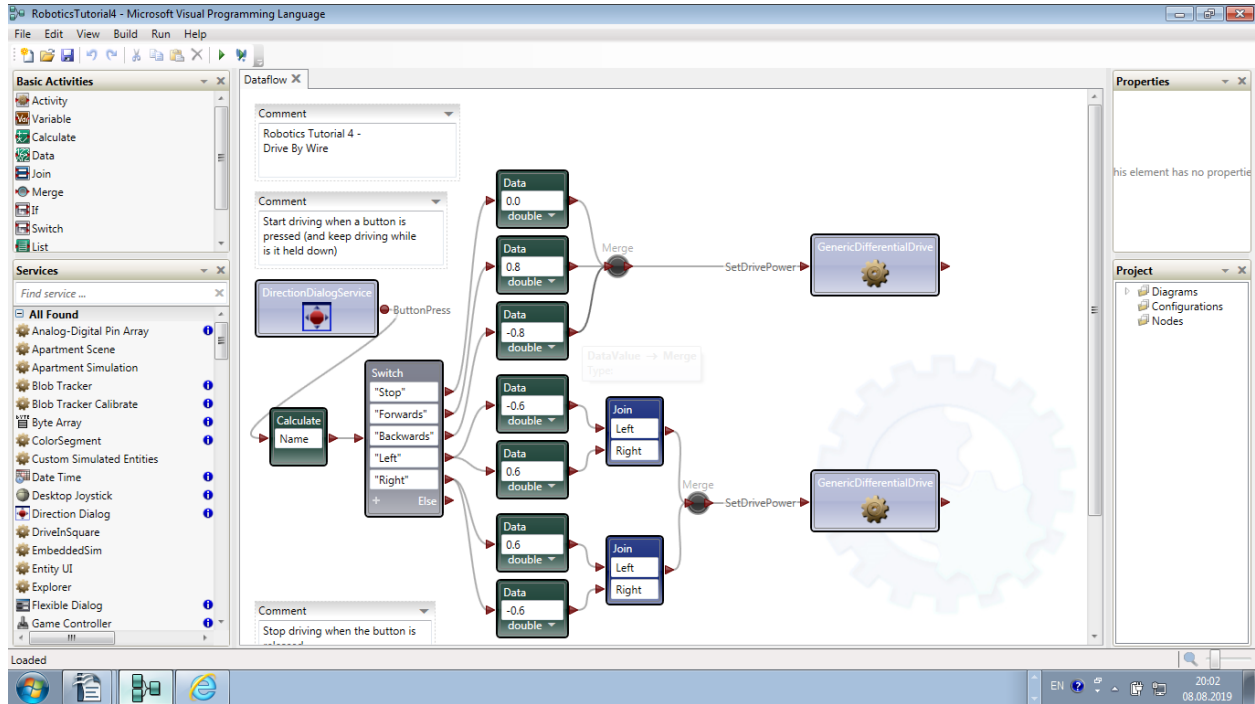 RoboticsTutorial4 - Microsoft Visual Programming Language
File Edit View Build Run Help
Basic Activities
Activity
Variable
Calculate
Data
Join
Merge
If
Switch
List
Services
Find service ...
All Found
Analog-Digital Pin Array
Apartment Scene
Apartment Simulation
Blob Tracker
Blob Tracker Calibrate
Byte Array
ColorSegment
Custom Simulated Entities
Date Time
Desktop Joystick
Direction Dialog
DriveInSquare
EmbeddedSim
Entity UI
Explorer
Flexible Dialog
Game Controller
Dataflow
Comment
Robotics Tutorial 4 -
Drive By Wire
Comment
Start driving when a button is
pressed (and keep driving while
is it held down)
DirectionDialogService
ButtonPress
Calculate
Name
Switch
"Stop"
"Forwards"
"Backwards"
"Left"
"Right"
+ Else
Data
0.0
double
Data
0.8
double
Data
-0.8
double
Data
-0.6
double
Data
0.6
double
Data
0.6
double
Data
-0.6
double
Merge
SetDrivePower
GenericDifferentialDrive
DataValue → Merge
Type:
Join
Left
Right
Join
Left
Right
Merge
SetDrivePower
GenericDifferentialDrive
Comment
Stop driving when the button is
Properties
his element has no propertie
Project
Diagrams
Configurations
Nodes
Loaded
EN
20:02
08.08.2019